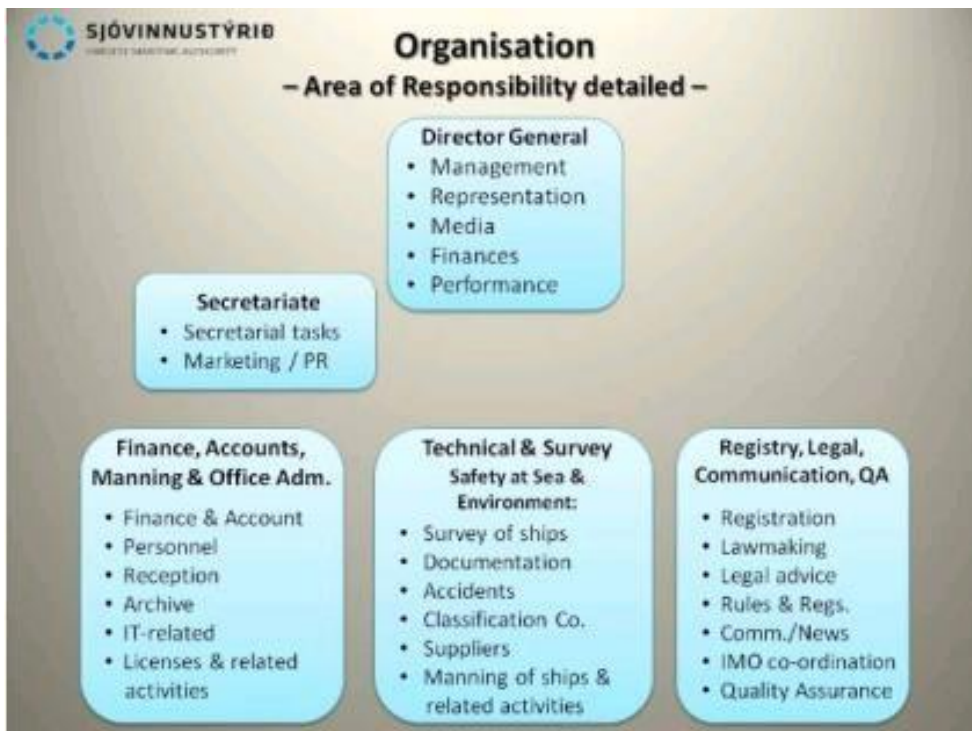 SJÓVINNUSTÝRIÐ
FAROESE MARITIME AUTHORITY
Organisation
– Area of Responsibility detailed –
Director General
• Management
• Representation
• Media
• Finances
• Performance
Secretariate
• Secretarial tasks
• Marketing / PR
Finance, Accounts,
Manning & Office Adm.
• Finance & Account
• Personnel
• Reception
• Archive
• IT-related
• Licenses & related
activities
Technical & Survey
Safety at Sea &
Environment:
• Survey of ships
• Documentation
• Accidents
• Classification Co.
• Suppliers
• Manning of ships &
related activities
Registry, Legal,
Communication, QA
• Registration
• Lawmaking
• Legal advice
• Rules & Regs.
• Comm./News
• IMO co-ordination
• Quality Assurance